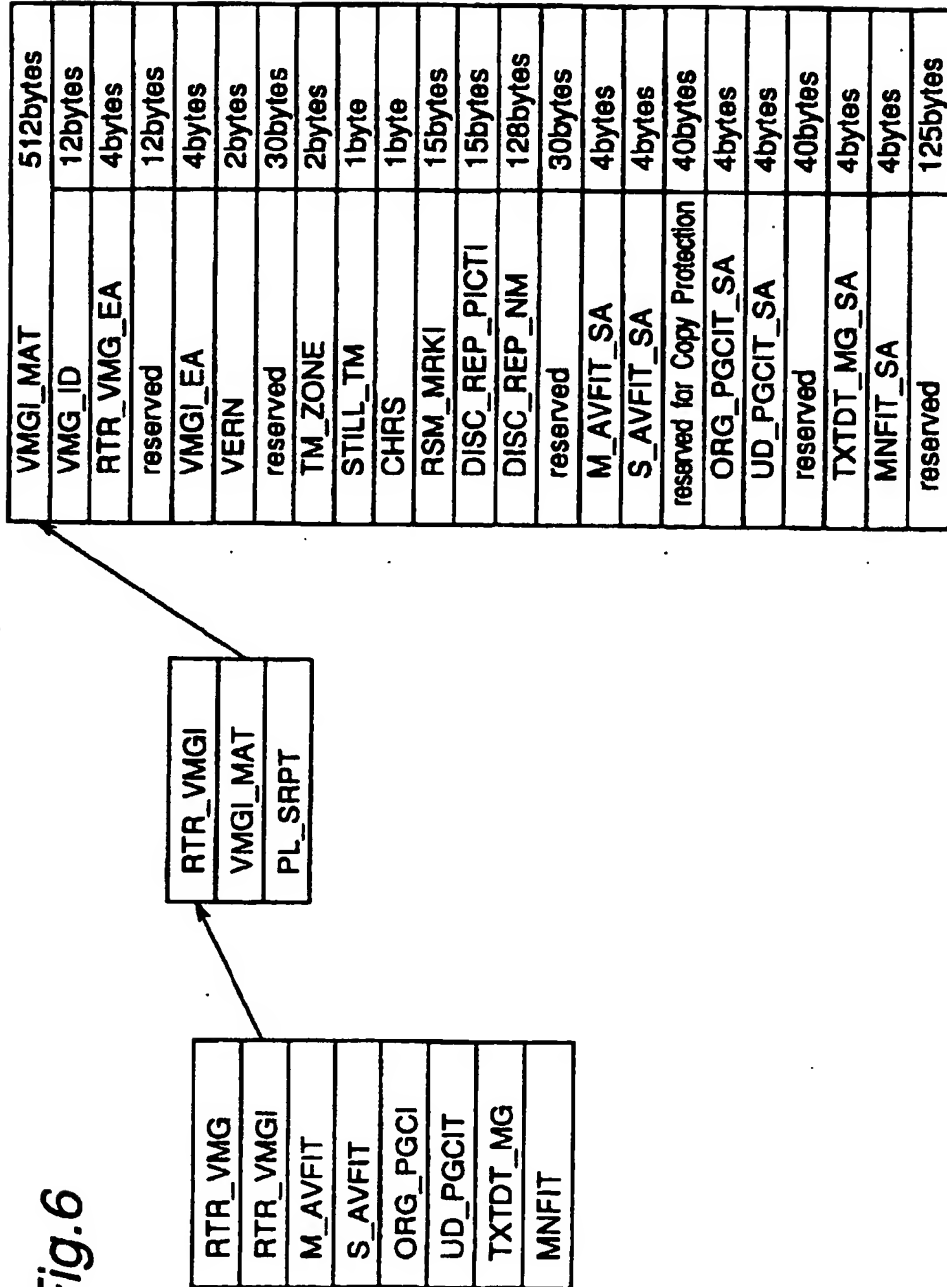 Fig.6
RTR_VMG
RTR_VMGI
M_AVFIT
S_AVFIT
ORG_PGCI
UD_PGCIT
TXTDT_MG
MNFIT
RTR_VMGI
VMGI_MAT
PL_SRPT
VMGI_MAT 512bytes
VMG_ID 12bytes
RTR_VMG_EA 4bytes
reserved 12bytes
VMGI_EA 4bytes
VERN 2bytes
reserved 30bytes
TM_ZONE 2bytes
STILL_TM 1byte
CHRS 1byte
RSM_MRKI 15bytes
DISC_REP_PICTI 15bytes
DISC_REP_NM 128bytes
reserved 30bytes
M_AVFIT_SA 4bytes
S_AVFIT_SA 4bytes
reserved for Copy Protection 40bytes
ORG_PGCIT_SA 4bytes
UD_PGCIT_SA 4bytes
reserved 40bytes
TXTDT_MG_SA 4bytes
MNFIT_SA 4bytes
reserved 125bytes